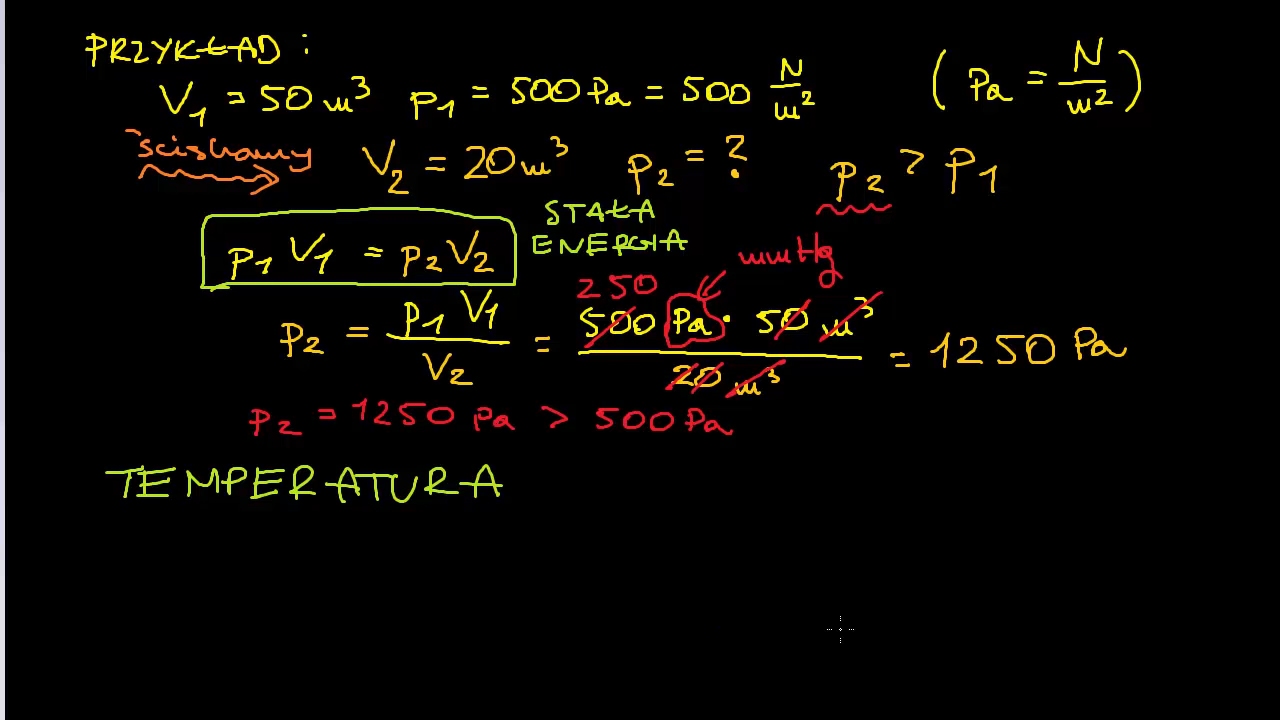 PRZYKŁAD :
V1 = 50 m³ p1 = 500 Pa = 500 N/m² ( Pa = N/m² )
ściskamy V2 = 20 m³ p2 = ? p2 > p1
STAŁA
ENERGIA
p1 V1 = p2 V2
mmHg
250
p2 = p1 V1 / V2 = 500 Pa · 50 m³ / 20 m³ = 1250 Pa
p2 = 1250 Pa > 500 Pa
TEMPERATURA